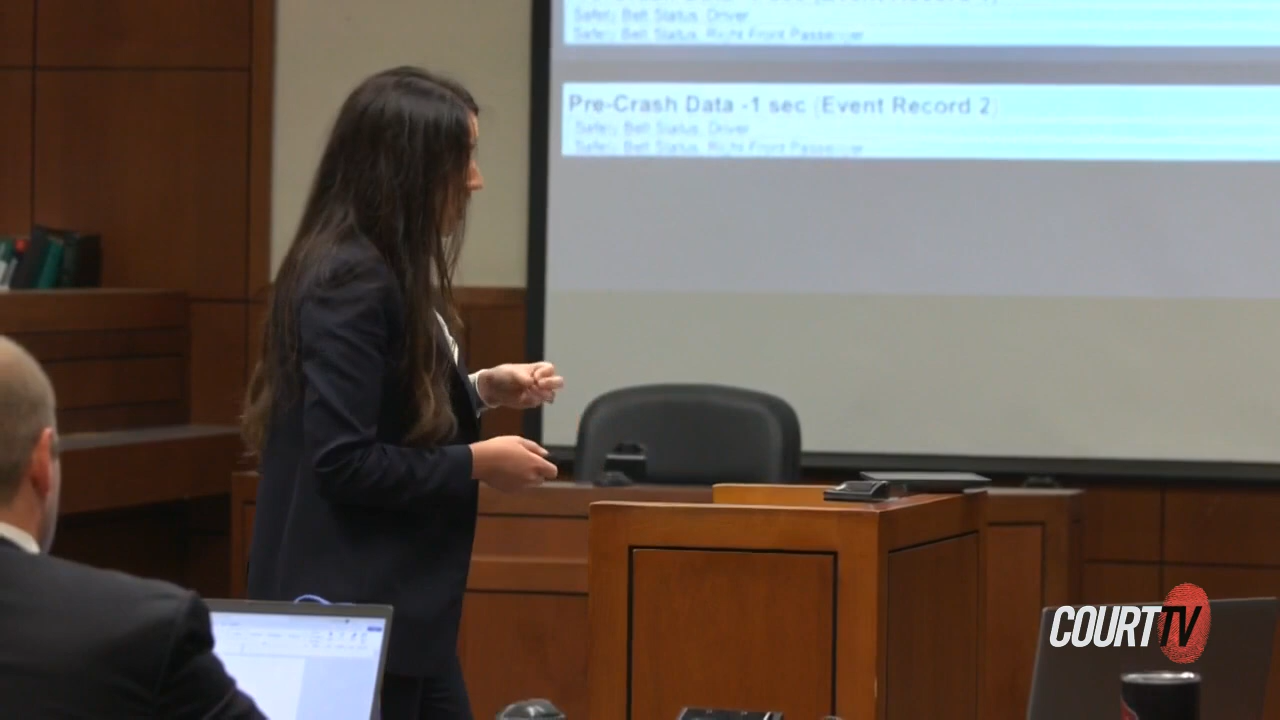 Safety Belt Status, Driver
Safety Belt Status, Right Front Passenger
Pre-Crash Data -1 sec (Event Record 2)
Safety Belt Status, Driver
Safety Belt Status, Right Front Passenger
COURT TV